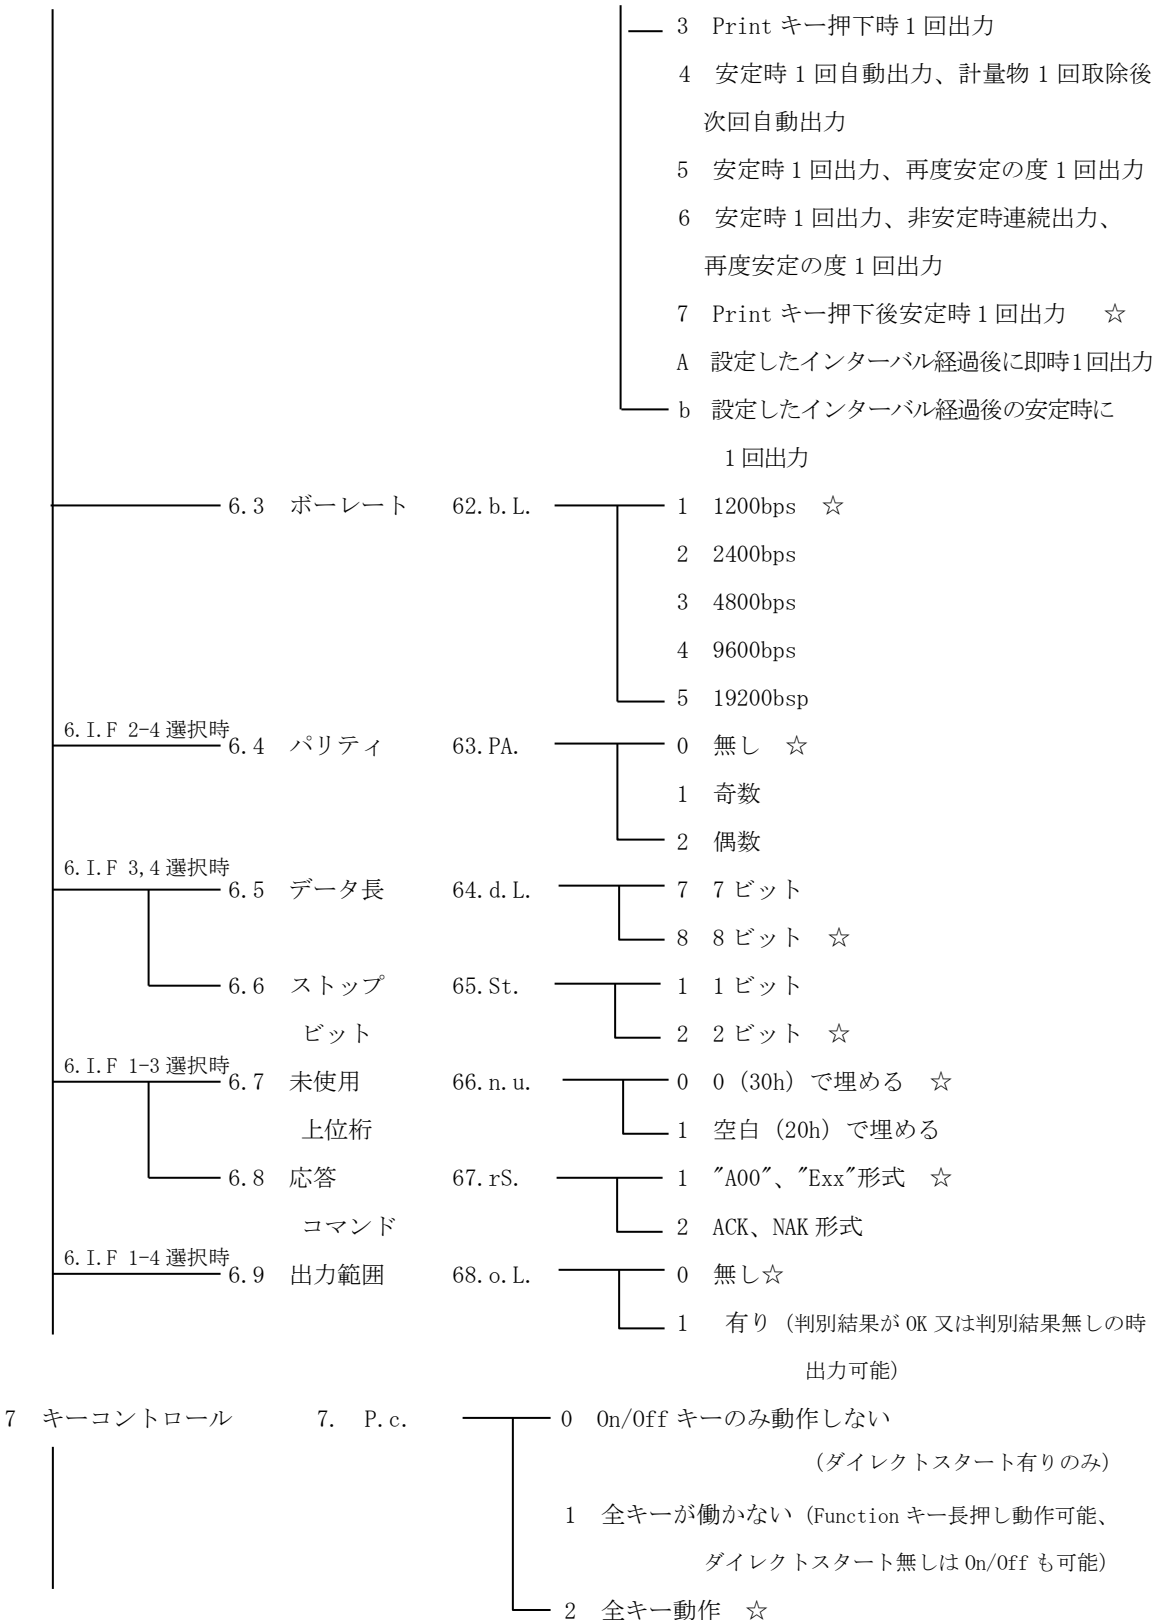 3 Print キー押下時 1 回出力
4 安定時 1 回自動出力、計量物 1 回取除後
次回自動出力
5 安定時 1 回出力、再度安定の度 1 回出力
6 安定時 1 回出力、非安定時連続出力、
再度安定の度 1 回出力
7 Print キー押下後安定時 1 回出力 ☆
A 設定したインターバル経過後に即時1回出力
b 設定したインターバル経過後の安定時に
1 回出力
6.3 ボーレート 62.b.L. 1 1200bps ☆
2 2400bps
3 4800bps
4 9600bps
5 19200bsp
6.I.F 2-4 選択時
6.4 パリティ 63.PA. 0 無し ☆
1 奇数
2 偶数
6.I.F 3,4 選択時
6.5 データ長 64.d.L. 7 7 ビット
8 8 ビット ☆
6.6 ストップ 65.St. 1 1 ビット
ビット 2 2 ビット ☆
6.I.F 1-3 選択時
6.7 未使用 66.n.u. 0 0（30h）で埋める ☆
上位桁 1 空白（20h）で埋める
6.8 応答 67.rS. 1 ″A00″、″Exx″形式 ☆
コマンド 2 ACK、NAK 形式
6.I.F 1-4 選択時
6.9 出力範囲 68.o.L. 0 無し☆
1 有り（判別結果が OK 又は判別結果無しの時
出力可能）
7 キーコントロール 7. P.c. 0 On/Off キーのみ動作しない
（ダイレクトスタート有りのみ）
1 全キーが働かない（Function キー長押し動作可能、
ダイレクトスタート無しは On/Off も可能）
2 全キー動作 ☆